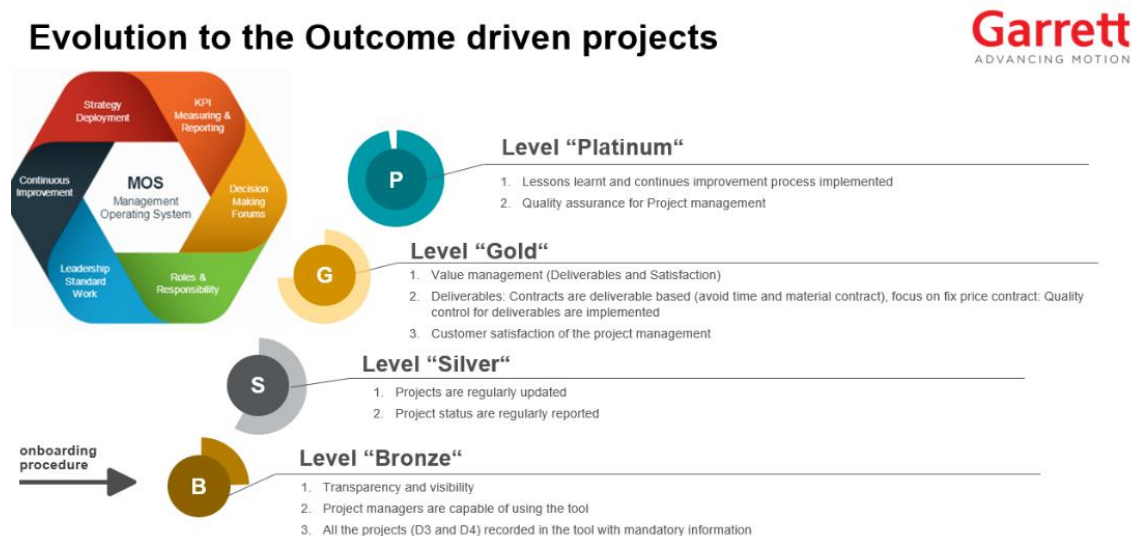 Evolution to the Outcome driven projects
Garrett
ADVANCING MOTION
Strategy
Deployment
KPI
Measuring &
Reporting
Continuous
Improvement
MOS
Management
Operating System
Decision
Making
Forums
Leadership
Standard
Work
Roles &
Responsibility
P
Level “Platinum“
1. Lessons learnt and continues improvement process implemented
2. Quality assurance for Project management
G
Level “Gold“
1. Value management (Deliverables and Satisfaction)
2. Deliverables: Contracts are deliverable based (avoid time and material contract), focus on fix price contract: Quality
control for deliverables are implemented
3. Customer satisfaction of the project management
S
Level “Silver“
1. Projects are regularly updated
2. Project status are regularly reported
onboarding
procedure
B
Level “Bronze“
1. Transparency and visibility
2. Project managers are capable of using the tool
3. All the projects (D3 and D4) recorded in the tool with mandatory information